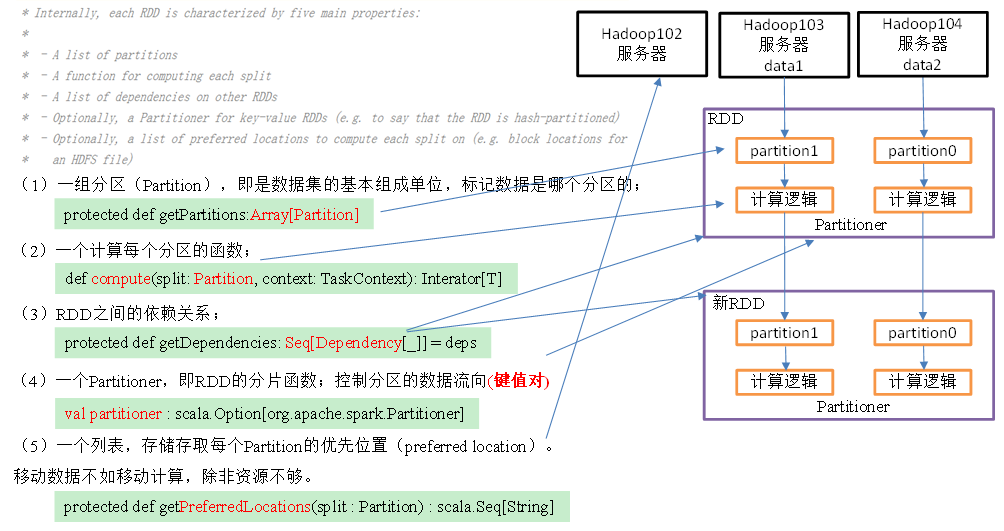 * Internally, each RDD is characterized by five main properties:
*
* - A list of partitions
* - A function for computing each split
* - A list of dependencies on other RDDs
* - Optionally, a Partitioner for key-value RDDs (e.g. to say that the RDD is hash-partitioned)
* - Optionally, a list of preferred locations to compute each split on (e.g. block locations for
* an HDFS file)
（1）一组分区（Partition），即是数据集的基本组成单位，标记数据是哪个分区的；
protected def getPartitions:Array[Partition]
（2）一个计算每个分区的函数；
def compute(split: Partition, context: TaskContext): Interator[T]
（3）RDD之间的依赖关系；
protected def getDependencies: Seq[Dependency[_]] = deps
（4）一个Partitioner，即RDD的分片函数；控制分区的数据流向(键值对)
val partitioner : scala.Option[org.apache.spark.Partitioner]
（5）一个列表，存储存取每个Partition的优先位置（preferred location）。
移动数据不如移动计算，除非资源不够。
protected def getPreferredLocations(split : Partition) : scala.Seq[String]
Hadoop102
服务器
Hadoop103
服务器
data1
Hadoop104
服务器
data2
RDD
partition1
partition0
计算逻辑
计算逻辑
Partitioner
新RDD
partition1
partition0
计算逻辑
计算逻辑
Partitioner